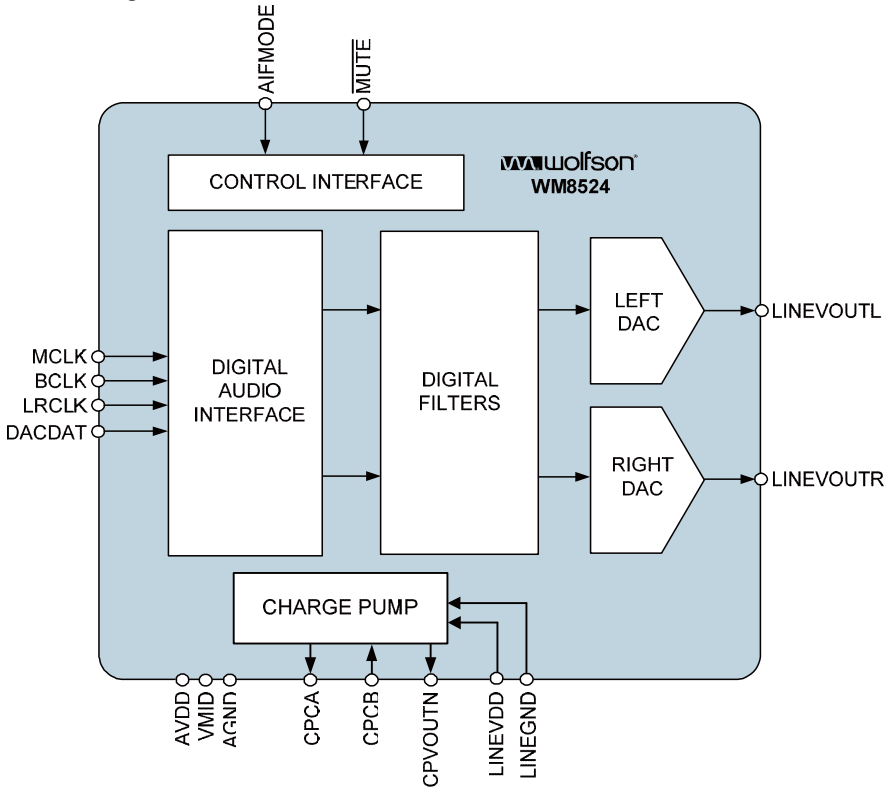 AIFMODE
MUTE
CONTROL INTERFACE
wolfson
WM8524
DIGITAL
AUDIO
INTERFACE
DIGITAL
FILTERS
LEFT
DAC
RIGHT
DAC
LINEVOUTL
LINEVOUTR
MCLK
BCLK
LRCLK
DACDAT
CHARGE PUMP
AVDD
VMID
AGND
CPCA
CPCB
CPVOUTN
LINEVDD
LINEGND